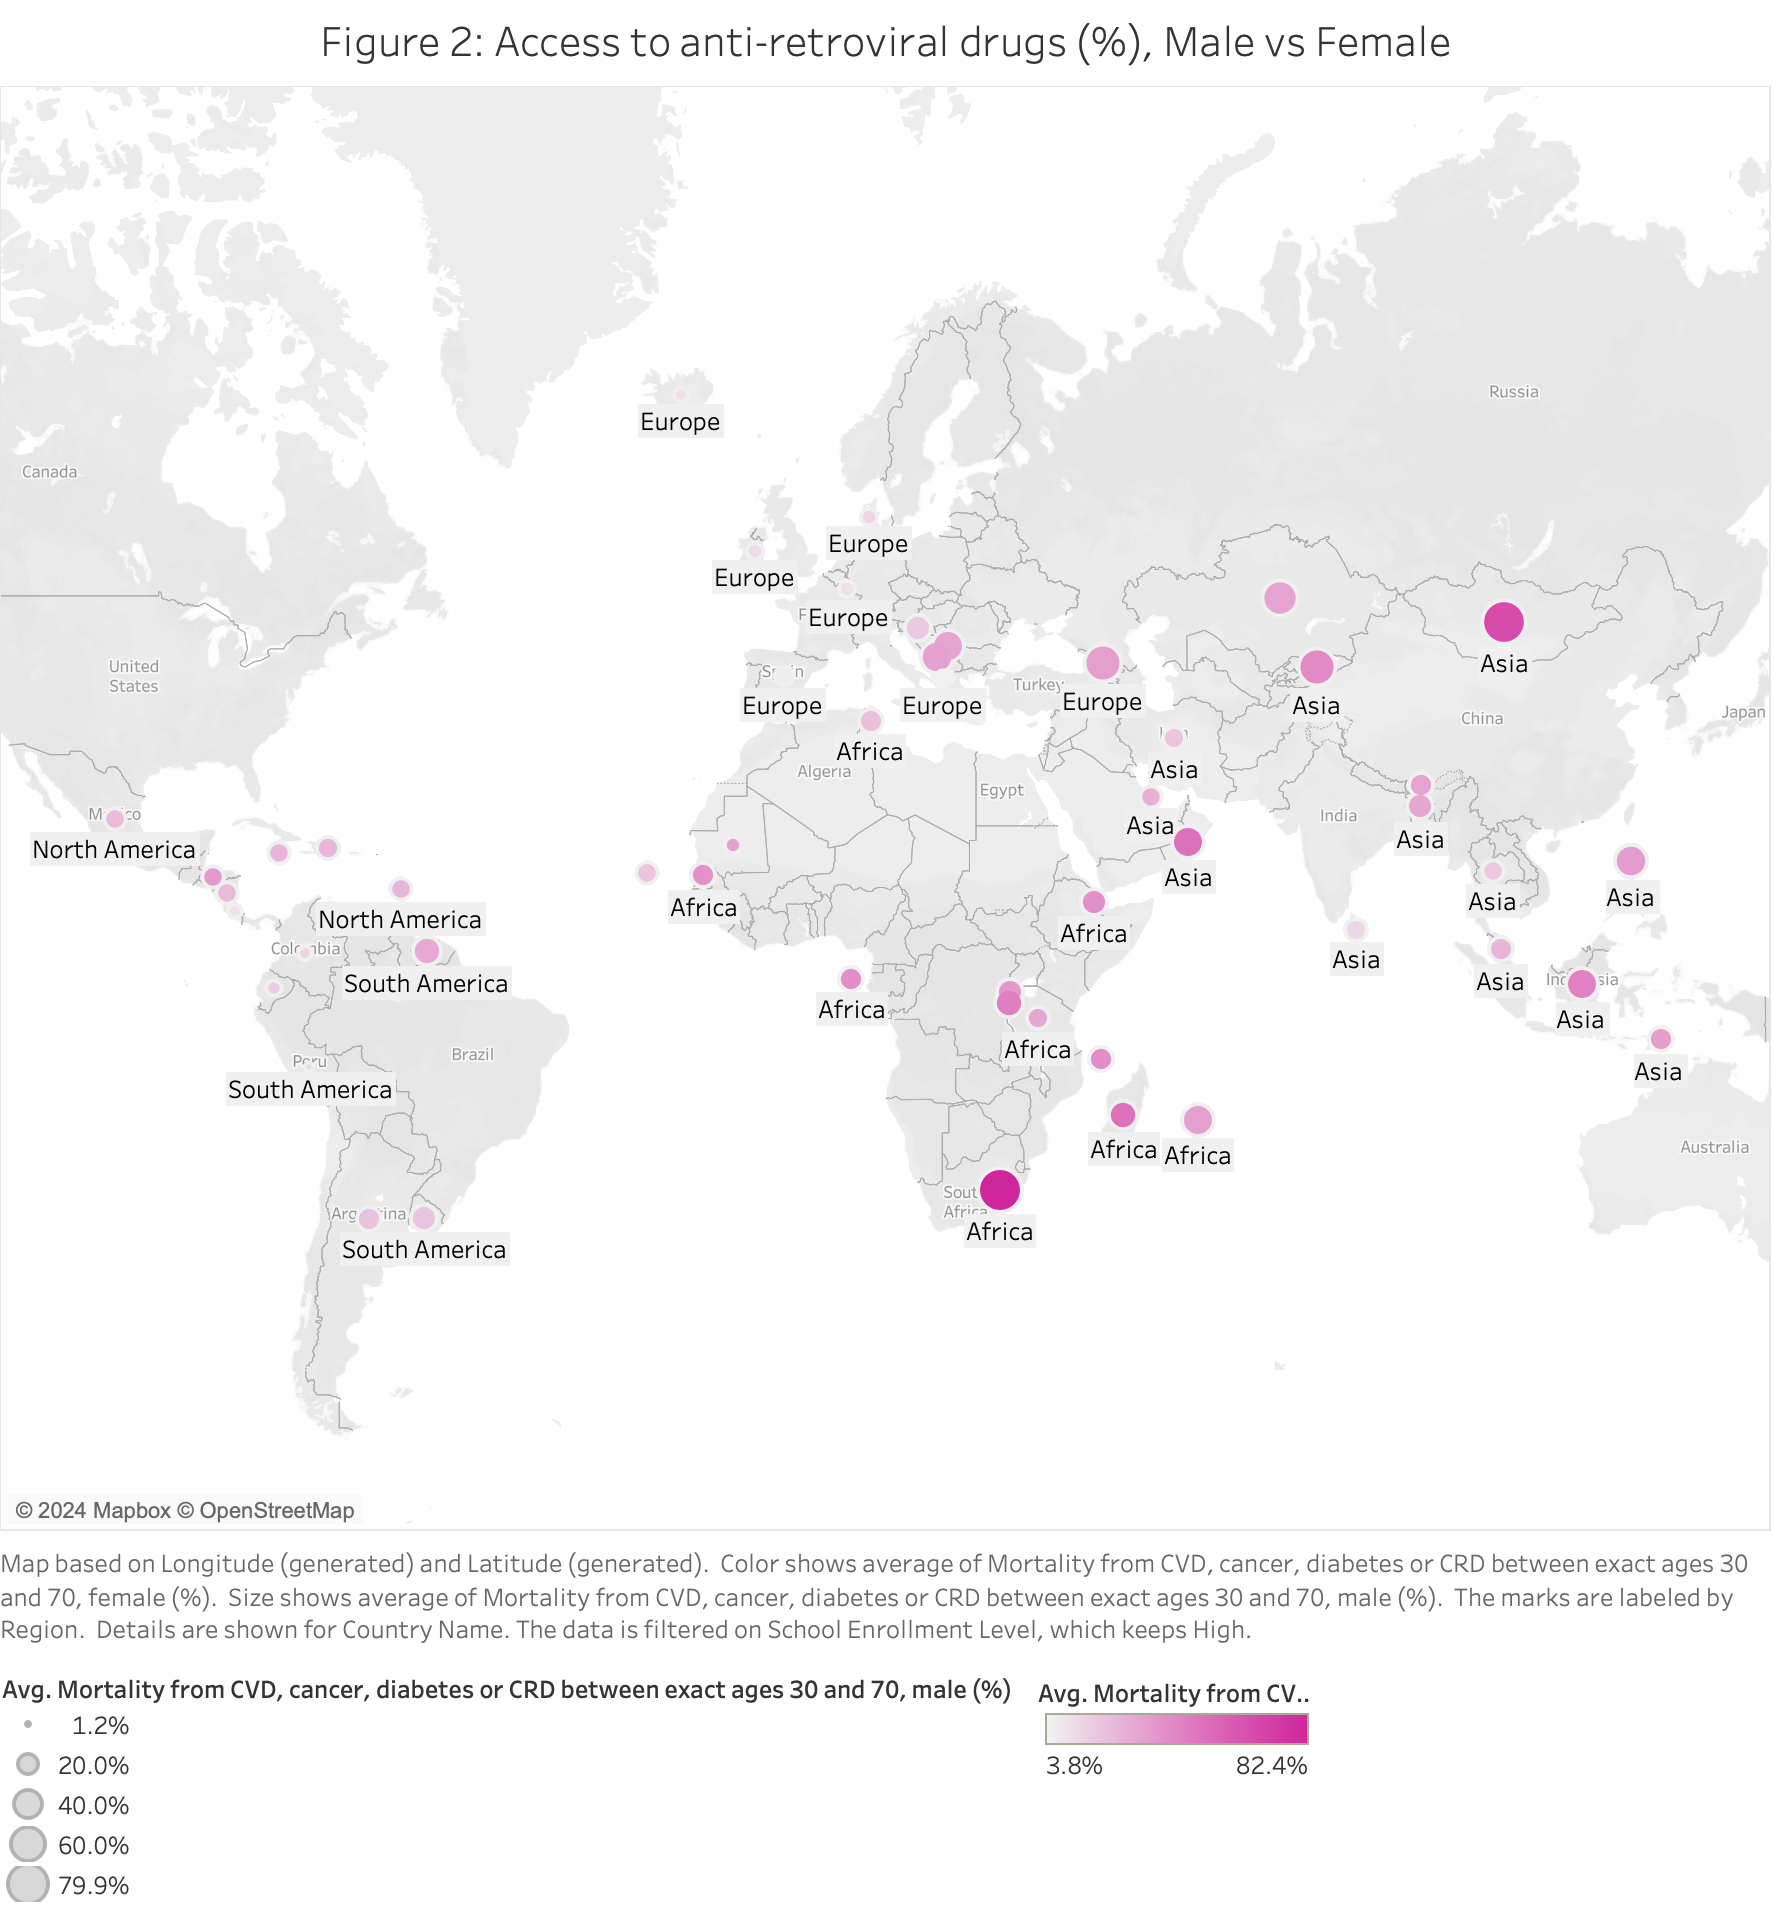 Figure 2: Access to anti-retroviral drugs (%), Male vs Female
Russia
Europe
Canada
Europe
Europe
Europe
United
States
Asia
Europe
Europe
Turkey
Europe
Asia
China
Japan
Africa
Algeria
Asia
Egypt
India
North America
Asia
Asia
Asia
Africa
North America
Africa
Asia
Asia
Colombia
South America
Asia
Asia
Africa
Asia
Africa
Brazil
Peru
South America
Asia
Africa
Africa
Australia
South
Africa
Africa
Argentina
South America
© 2024 Mapbox © OpenStreetMap
Map based on Longitude (generated) and Latitude (generated).  Color shows average of Mortality from CVD, cancer, diabetes or CRD between exact ages 30
and 70, female (%).  Size shows average of Mortality from CVD, cancer, diabetes or CRD between exact ages 30 and 70, male (%).  The marks are labeled by
Region.  Details are shown for Country Name. The data is filtered on School Enrollment Level, which keeps High.
Avg. Mortality from CVD, cancer, diabetes or CRD between exact ages 30 and 70, male (%)
1.2%
20.0%
40.0%
60.0%
79.9%
Avg. Mortality from CV..
3.8%
82.4%